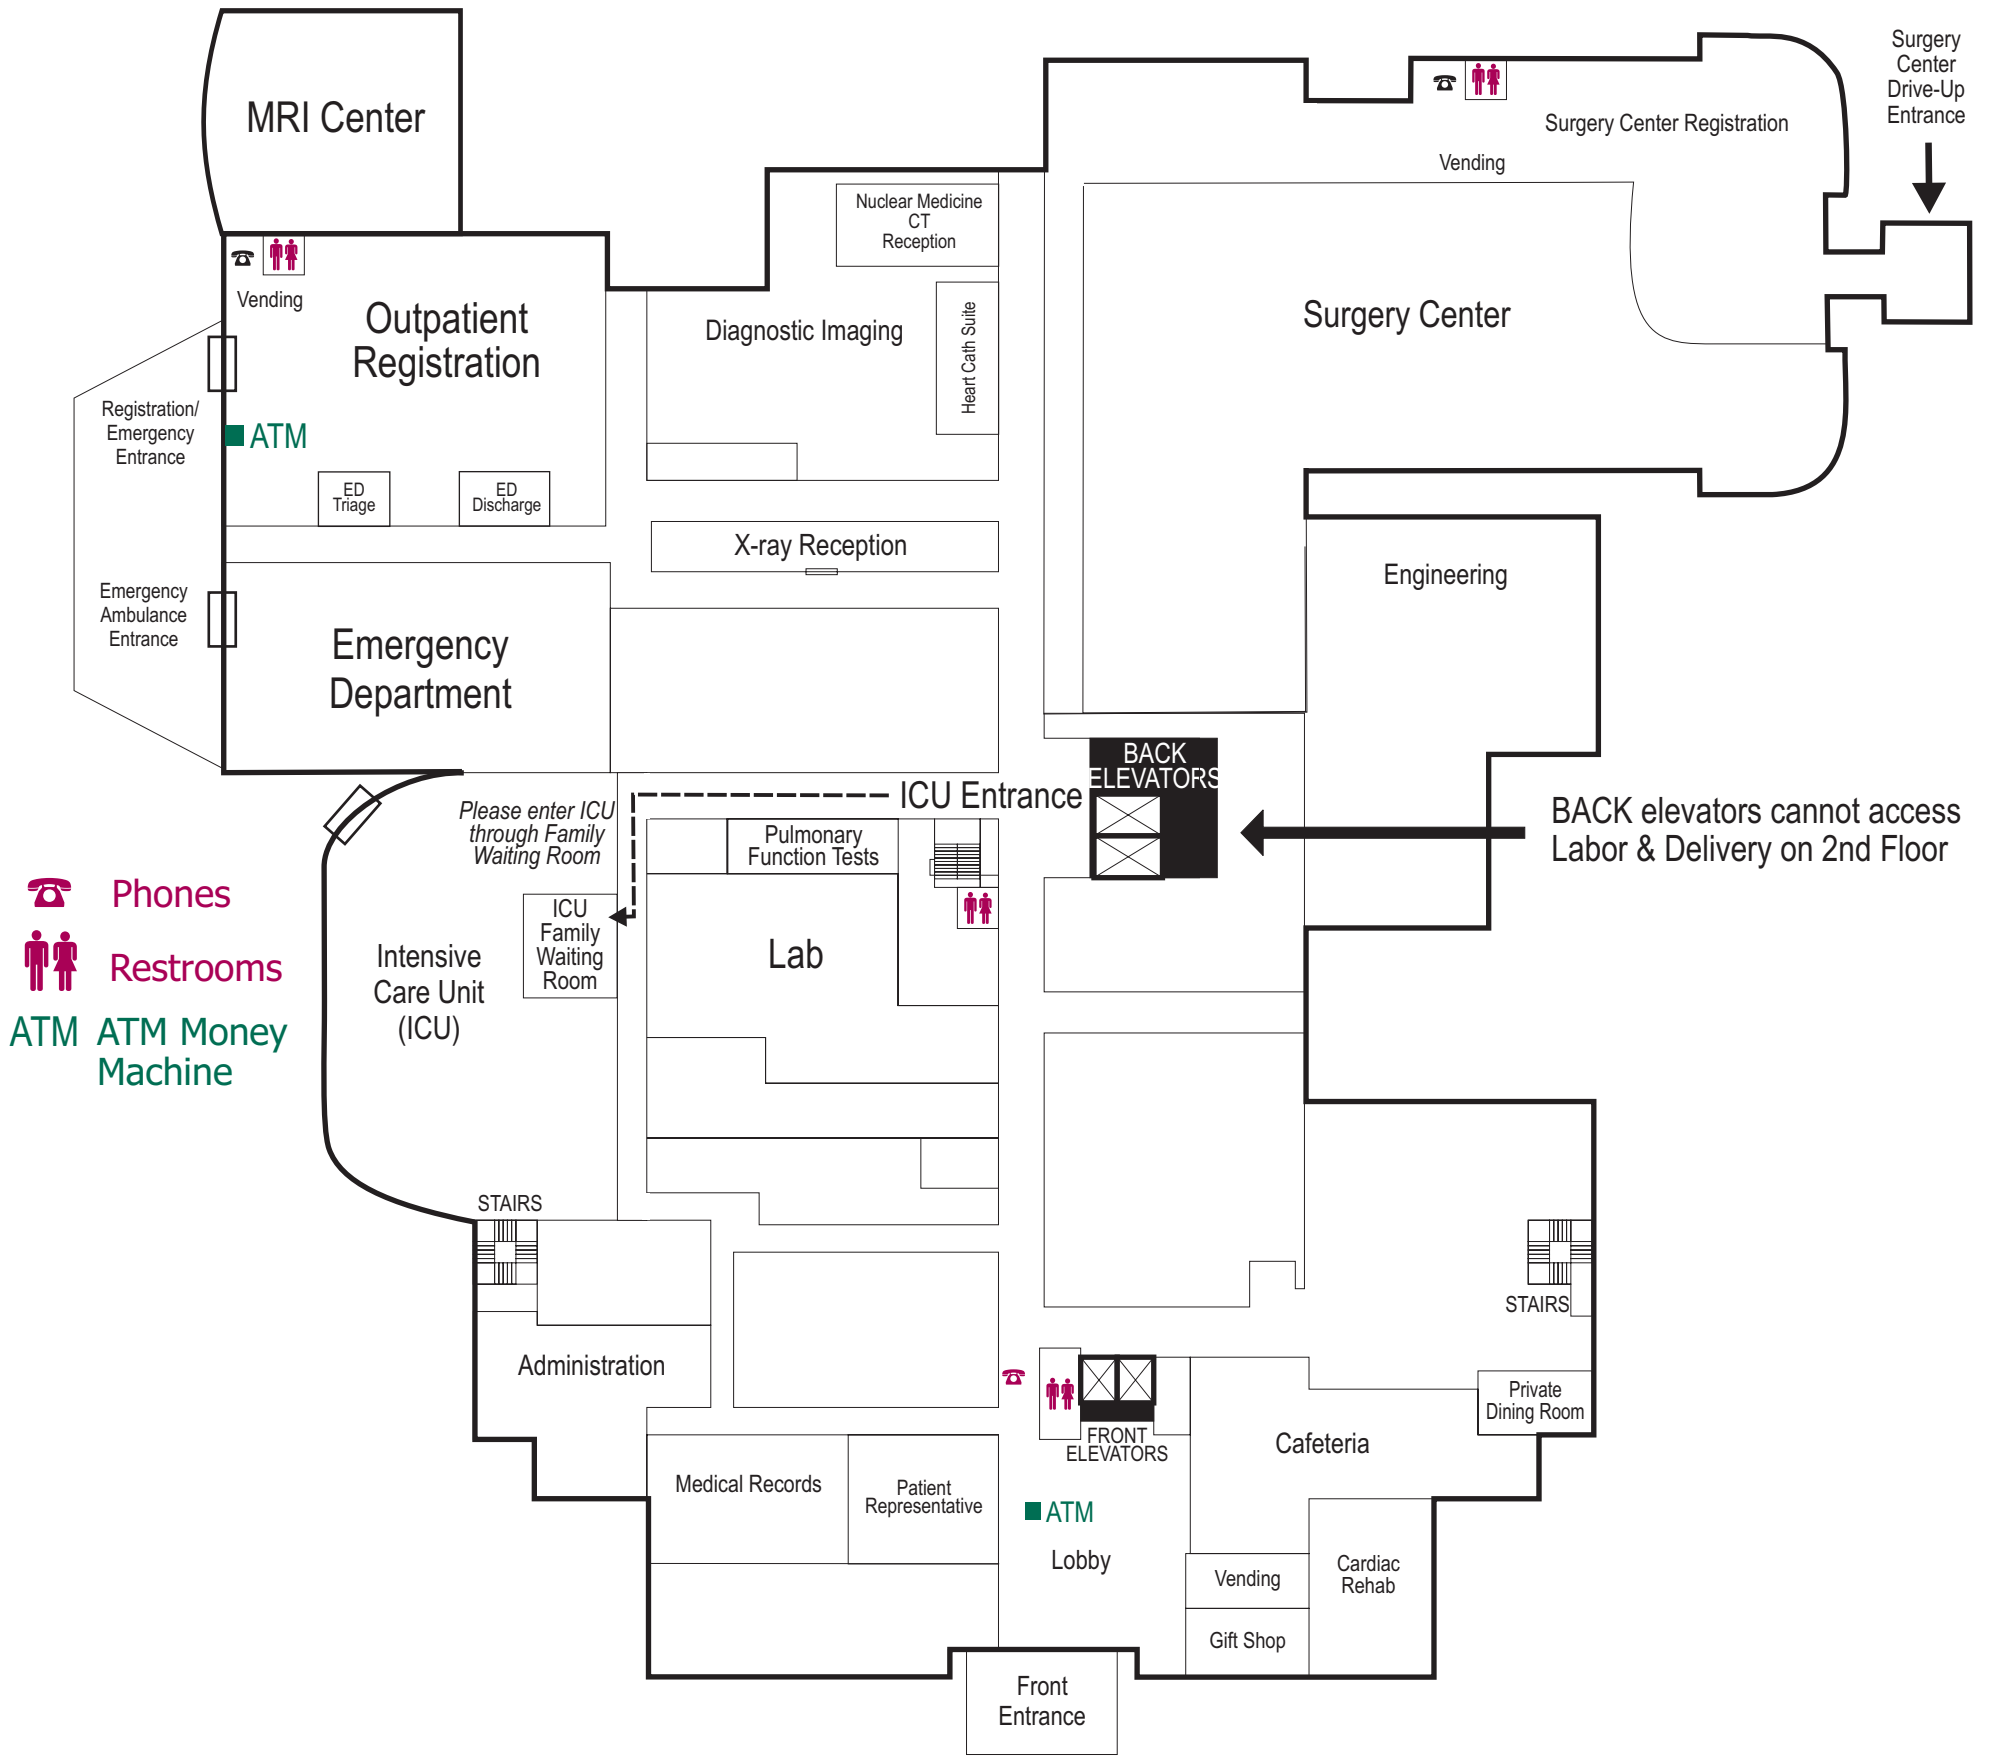 MRI Center
Surgery
Center
Drive-Up
Entrance
Surgery Center Registration
Vending
Nuclear Medicine
CT
Reception
Vending
Outpatient
Registration
Diagnostic Imaging
Heart Cath Suite
Surgery Center
Registration/
Emergency
Entrance
ATM
ED
Triage
ED
Discharge
X-ray Reception
Engineering
Emergency
Ambulance
Entrance
Emergency
Department
BACK
ELEVATORS
ICU Entrance
Please enter ICU
through Family
Waiting Room
BACK elevators cannot access
Labor & Delivery on 2nd Floor
Pulmonary
Function Tests
Phones
Restrooms
ATM ATM Money
Machine
ICU
Family
Waiting
Room
Intensive
Care Unit
(ICU)
Lab
STAIRS
STAIRS
Administration
Private
Dining Room
FRONT
ELEVATORS
Cafeteria
Medical Records
Patient
Representative
ATM
Lobby
Vending
Cardiac
Rehab
Gift Shop
Front
Entrance